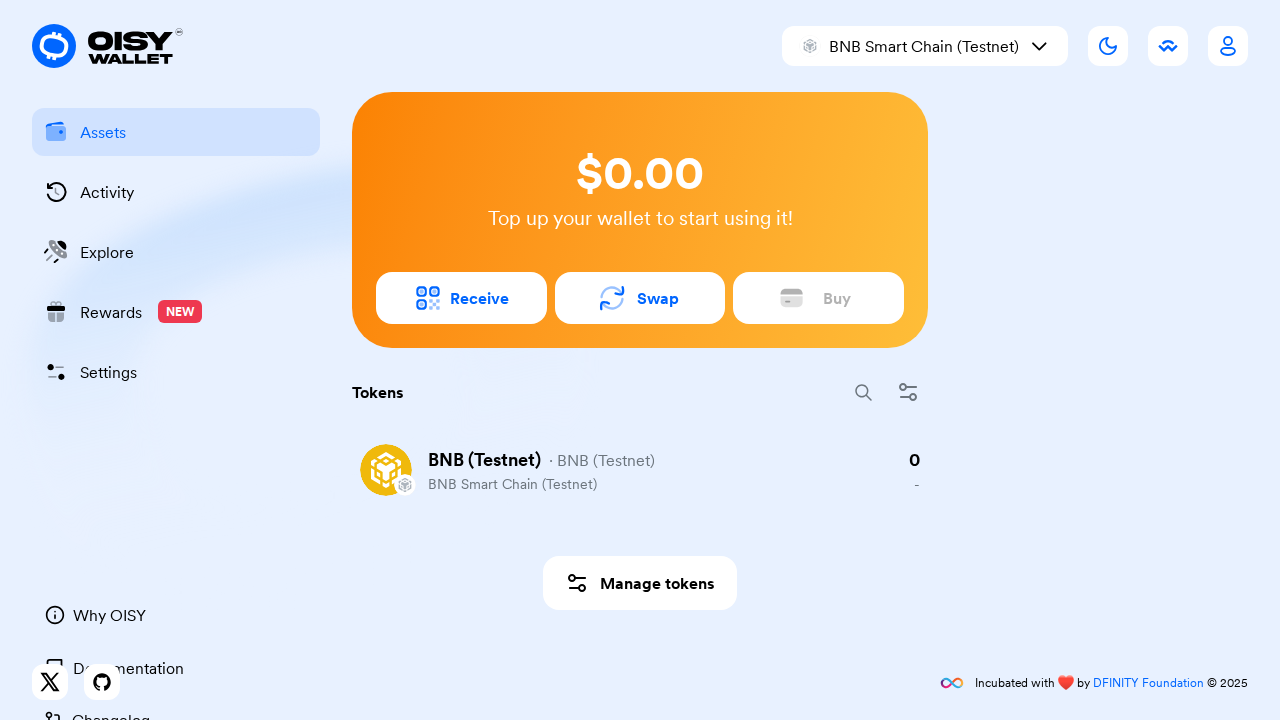 OISY
WALLET
BNB Smart Chain (Testnet)
Assets
Activity
Explore
Rewards NEW
Settings
$0.00
Top up your wallet to start using it!
Receive
Swap
Buy
Tokens
BNB (Testnet) · BNB (Testnet)
0
BNB Smart Chain (Testnet)
-
Manage tokens
Why OISY
Documentation
Changelog
Incubated with ❤️ by DFINITY Foundation © 2025